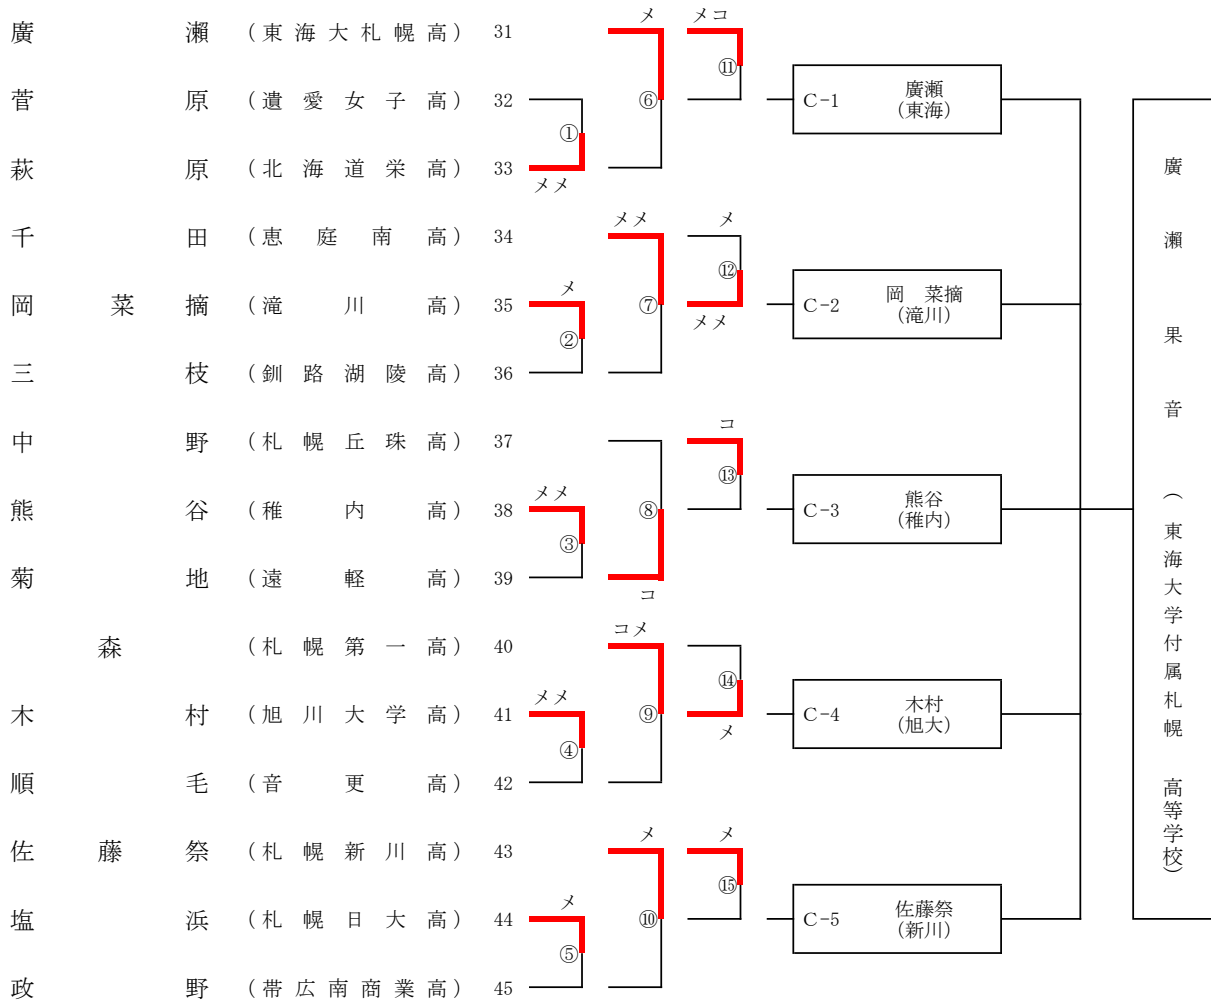 廣瀬(東海大札幌高) 31
菅原(遺愛女子高) 32
萩原(北海道栄高) 33
千田(恵庭南高) 34
岡菜摘(滝川高) 35
三枝(釧路湖陵高) 36
中野(札幌丘珠高) 37
熊谷(稚内高) 38
菊地(遠軽高) 39
森(札幌第一高) 40
木村(旭川大学高) 41
順毛(音更高) 42
佐藤祭(札幌新川高) 43
塩浜(札幌日大高) 44
政野(帯広南商業高) 45
①
メメ
メ
②
メメ
③
メメ
④
メ
⑤
メ
⑥
メメ
⑦
⑧
コ
コメ
⑨
メ
⑩
メコ
⑪
メ
⑫
メメ
コ
⑬
⑭
メ
メ
⑮
C-1
廣瀬
(東海)
C-2
岡 菜摘
(滝川)
C-3
熊谷
(稚内)
C-4
木村
(旭大)
C-5
佐藤祭
(新川)
廣瀬果音(東海大学付属札幌 高等学校)